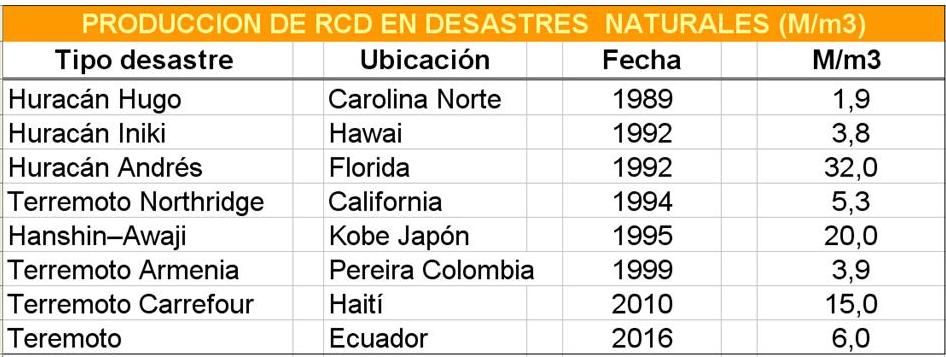 PRODUCCION DE RCD EN DESASTRES NATURALES (M/m3)
Tipo desastre Ubicación Fecha M/m3
Huracán Hugo Carolina Norte 1989 1,9
Huracán Iniki Hawai 1992 3,8
Huracán Andrés Florida 1992 32,0
Terremoto Northridge California 1994 5,3
Hanshin–Awaji Kobe Japón 1995 20,0
Terremoto Armenia Pereira Colombia 1999 3,9
Terremoto Carrefour Haití 2010 15,0
Teremoto Ecuador 2016 6,0